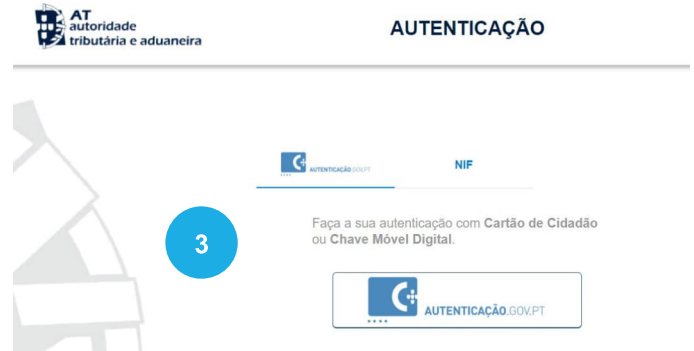 AT
autoridade
tributária e aduaneira
AUTENTICAÇÃO
AUTENTICAÇÃO.GOV.PT
NIF
Faça a sua autenticação com Cartão de Cidadão
ou Chave Móvel Digital.
3
AUTENTICAÇÃO.GOV.PT